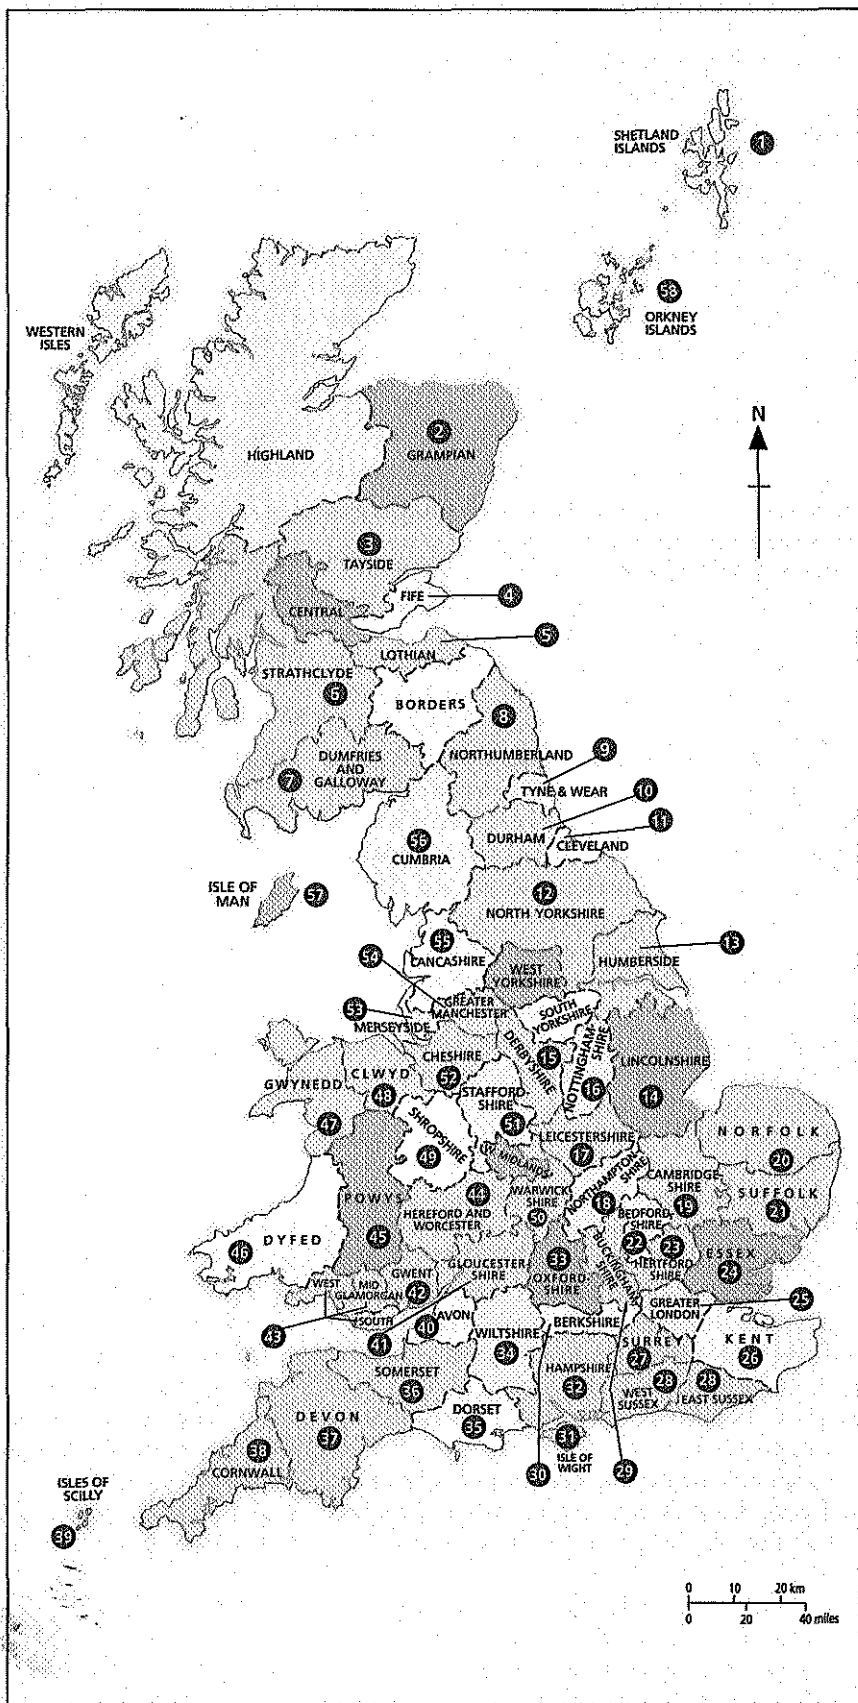 SHETLAND
ISLANDS
1
58
ORKNEY
ISLANDS
WESTERN
ISLES
N
2
GRAMPIAN
HIGHLAND
3
TAYSIDE
FIFE
4
CENTRAL
5
LOTHIAN
STRATHCLYDE
6
BORDERS
8
NORTHUMBERLAND
9
DUMFRIES
AND
GALLOWAY
7
TYNE & WEAR
10
11
DURHAM
CLEVELAND
56
CUMBRIA
ISLE OF
MAN
57
12
NORTH YORKSHIRE
55
LANCASHIRE
13
HUMBERSIDE
54
WEST
YORKSHIRE
GREATER
MANCHESTER
SOUTH
YORKSHIRE
53
MERSEYSIDE
CHESHIRE
52
DERBYSHIRE
15
NOTTINGHAM-
SHIRE
16
LINCOLNSHIRE
14
GWYNEDD
47
CLWYD
48
STAFFORD-
SHIRE
51
SHROPSHIRE
49
LEICESTERSHIRE
17
NORFOLK
20
W MIDLANDS
NORTHAMPTON-
SHIRE
18
CAMBRIDGE
SHIRE
19
SUFFOLK
21
POWYS
45
44
HEREFORD AND
WORCESTER
WARWICK
SHIRE
50
BEDFORD-
SHIRE
22
23
HERTFORD
SHIRE
ESSEX
24
46
DYFED
GWENT
42
GLOUCESTER
SHIRE
33
OXFORD
SHIRE
BUCKINGHAM
SHIRE
WEST
MID
GLAMORGAN
SOUTH
43
41
AVON
40
WILTSHIRE
34
BERKSHIRE
GREATER
LONDON
25
SURREY
27
KENT
26
SOMERSET
36
HAMPSHIRE
32
28
WEST
SUSSEX
28
EAST SUSSEX
DORSET
35
DEVON
37
38
CORNWALL
31
ISLE OF
WIGHT
30
29
ISLES OF
SCILLY
39
0 10 20 km
0 20 40 miles